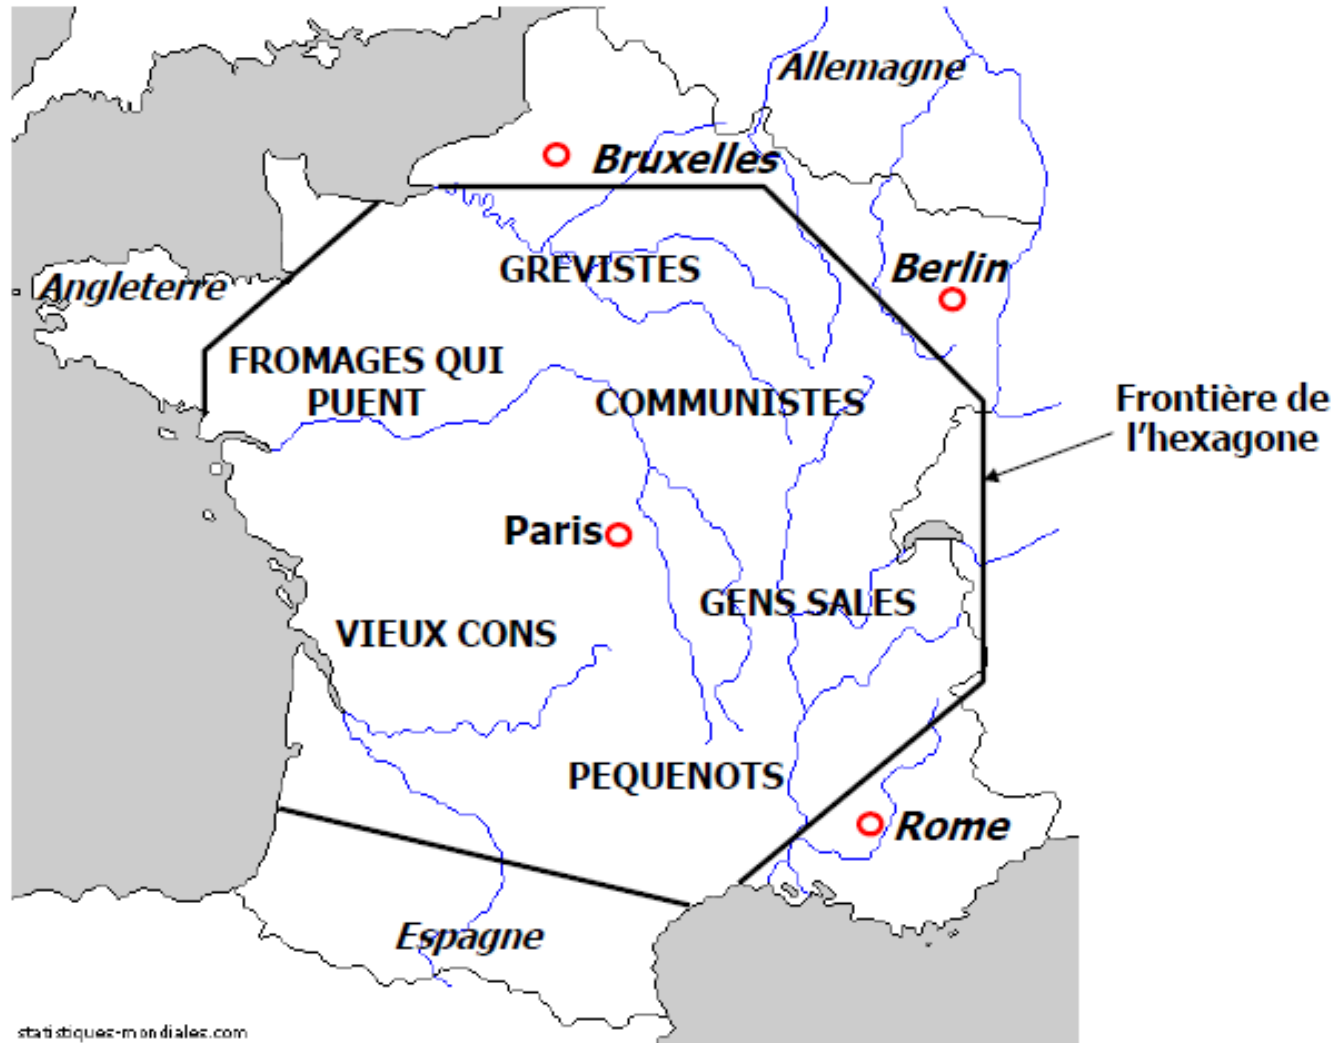 Allemagne
Bruxelles
GREVISTES
Berlin
Angleterre
FROMAGES QUI
PUENT
COMMUNISTES
Frontière de
l'hexagone
Paris
GENS SALES
VIEUX CONS
PEQUENOTS
Rome
Espagne
statistiques-mondiales.com